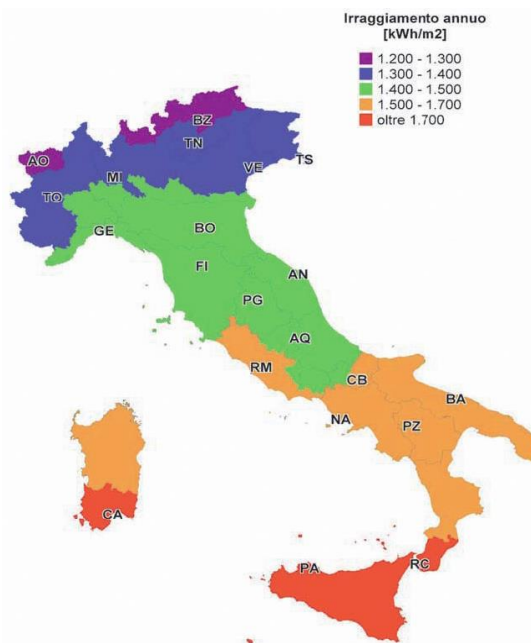 Irraggiamento annuo
[kWh/m2]
1.200 - 1.300
1.300 - 1.400
1.400 - 1.500
1.500 - 1.700
oltre 1.700
BZ
TN
AO
MI
VE
TS
TO
GE
BO
FI
AN
PG
AQ
RM
CB
BA
NA
PZ
CA
PA
RC